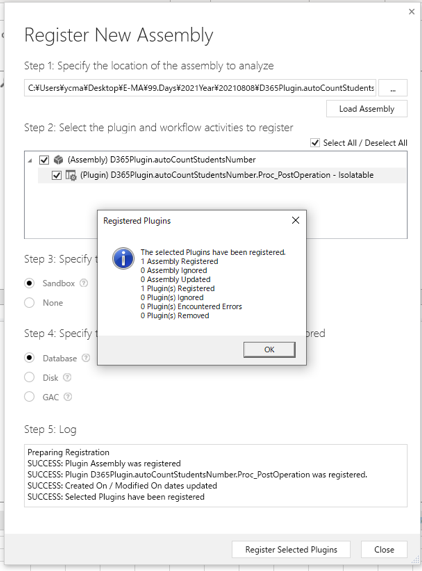 Register New Assembly
Step 1: Specify the location of the assembly to analyze
C:¥Users¥ycma¥Desktop¥E-MA¥99.Days¥2021Year¥20210808¥D365Plugin.autoCountStudents
...
Load Assembly
Step 2: Select the plugin and workflow activities to register
Select All / Deselect All
(Assembly) D365Plugin.autoCountStudentsNumber
(Plugin) D365Plugin.autoCountStudentsNumber.Proc_PostOperation - Isolatable
Registered Plugins
The selected Plugins have been registered.
1 Assembly Registered
0 Assembly Ignored
0 Assembly Updated
1 Plugin(s) Registered
0 Plugin(s) Ignored
0 Plugin(s) Encountered Errors
0 Plugin(s) Removed
OK
Step 3: Specify t
Sandbox
None
Step 4: Specify t
ored
Database
Disk
GAC
Step 5: Log
Preparing Registration
SUCCESS: Plugin Assembly was registered
SUCCESS: Plugin D365Plugin.autoCountStudentsNumber.Proc_PostOperation was registered.
SUCCESS: Created On / Modified On dates updated
SUCCESS: Selected Plugins have been registered
Register Selected Plugins
Close